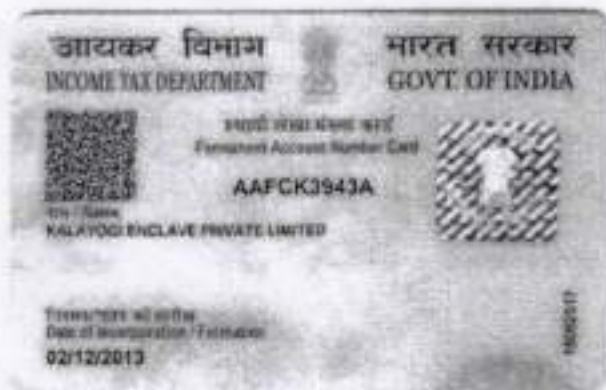 आयकर विभाग
INCOME TAX DEPARTMENT
भारत सरकार
GOVT. OF INDIA
स्थायी लेखा संख्या कार्ड
Permanent Account Number Card
AAFCK3943A
नाम / Name
KALAYOGI ENCLAVE PRIVATE LIMITED
Date of Incorporation / Formation
02/12/2013